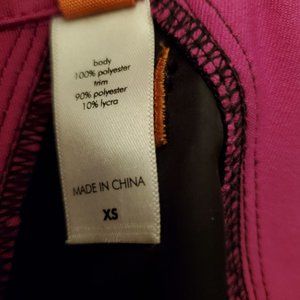 body
100% polyester
trim
90% polyester
10% lycra
MADE IN CHINA
XS